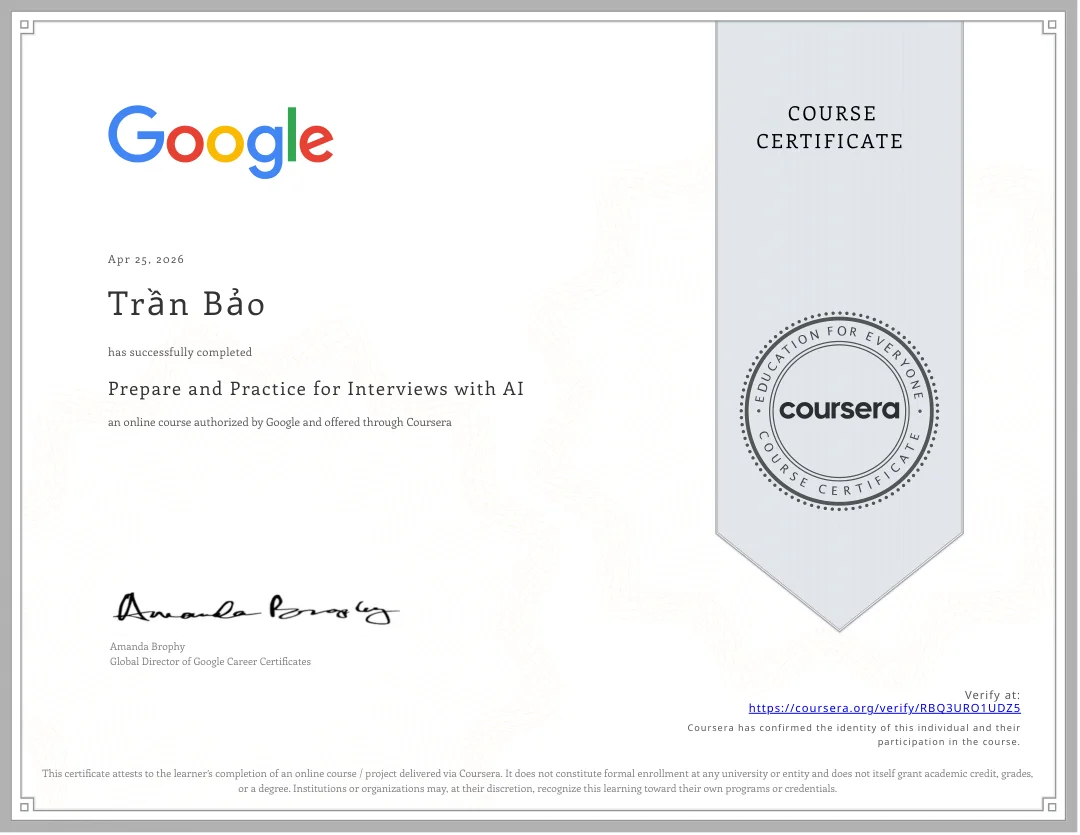 Google
COURSE
CERTIFICATE
Apr 25, 2026
Trần Bảo
has successfully completed
Prepare and Practice for Interviews with AI
an online course authorized by Google and offered through Coursera
EDUCATION FOR EVERYONE
coursera
COURSE CERTIFICATE
Amanda Brophy
Amanda Brophy
Global Director of Google Career Certificates
Verify at:
https://coursera.org/verify/RBQ3URO1UDZ5
Coursera has confirmed the identity of this individual and their
participation in the course.
This certificate attests to the learner's completion of an online course / project delivered via Coursera. It does not constitute formal enrollment at any university or entity and does not itself grant academic credit, grades,
or a degree. Institutions or organizations may, at their discretion, recognize this learning toward their own programs or credentials.